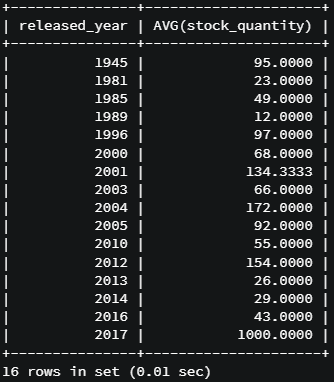 +---------------+---------------------+
| released_year | AVG(stock_quantity) |
+---------------+---------------------+
|          1945 |             95.0000 |
|          1981 |             23.0000 |
|          1985 |             49.0000 |
|          1989 |             12.0000 |
|          1996 |             97.0000 |
|          2000 |             68.0000 |
|          2001 |            134.3333 |
|          2003 |             66.0000 |
|          2004 |            172.0000 |
|          2005 |             92.0000 |
|          2010 |             55.0000 |
|          2012 |            154.0000 |
|          2013 |             26.0000 |
|          2014 |             29.0000 |
|          2016 |             43.0000 |
|          2017 |           1000.0000 |
+---------------+---------------------+
16 rows in set (0.01 sec)